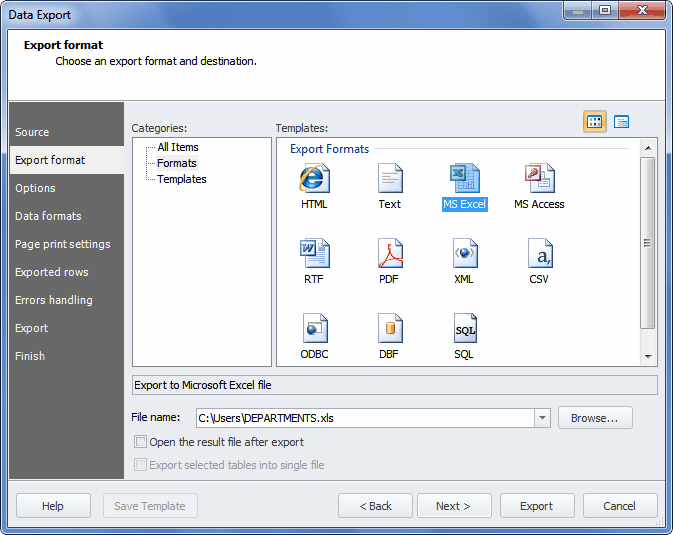 Data Export
Export format
Choose an export format and destination.
Source
Export format
Options
Data formats
Page print settings
Exported rows
Errors handling
Export
Finish
Categories:
All Items
Formats
Templates
Templates:
Export Formats
HTML Text MS Excel MS Access
RTF PDF XML CSV
ODBC DBF SQL
Export to Microsoft Excel file
File name: C:\Users\DEPARTMENTS.xls Browse...
Open the result file after export
Export selected tables into single file
Help Save Template < Back Next > Export Cancel